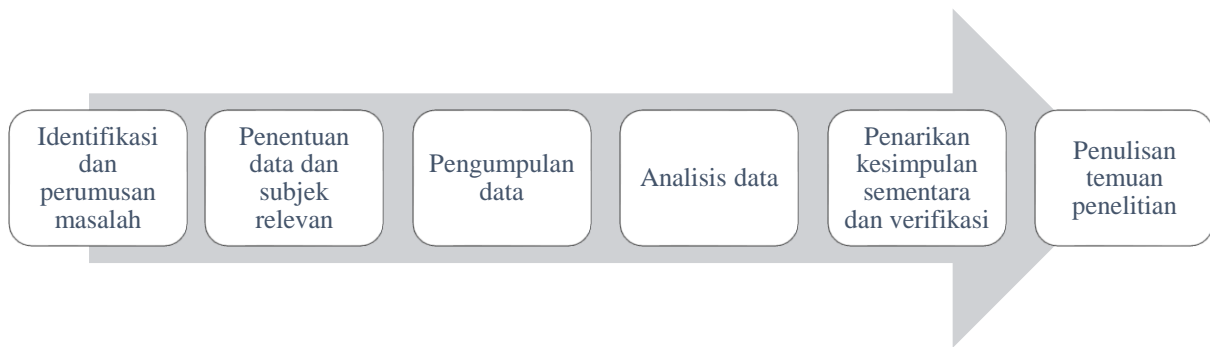 Identifikasi
dan
perumusan
masalah
Penentuan
data dan
subjek
relevan
Pengumpulan
data
Analisis data
Penarikan
kesimpulan
sementara
dan verifikasi
Penulisan
temuan
penelitian